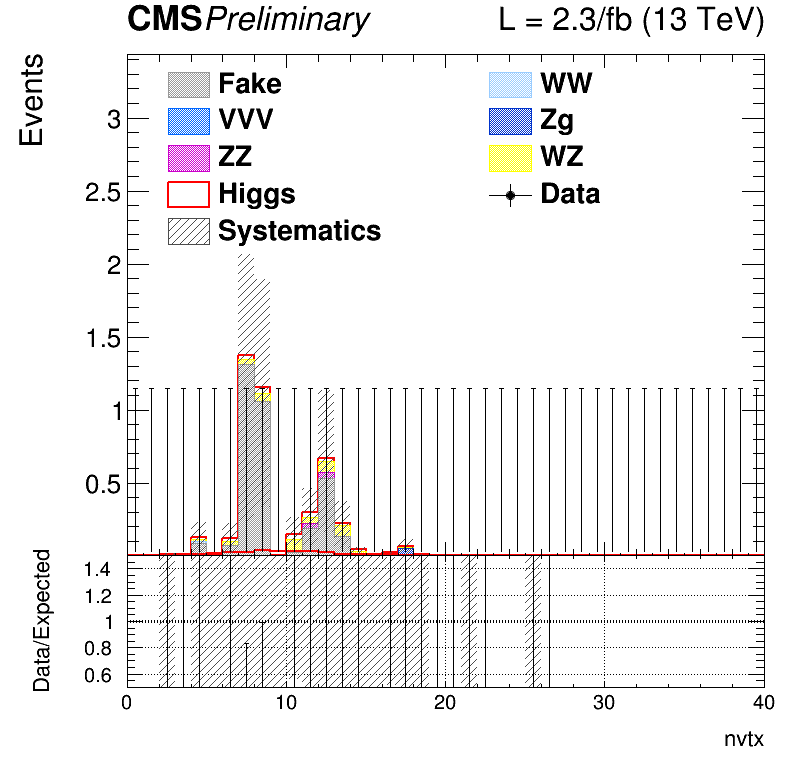 CMS Preliminary L = 2.3/fb (13 TeV)
Events
Fake WW
VVV Zg
ZZ WZ
Higgs Data
Systematics
3
2.5
2
1.5
1
0.5
Data/Expected
1.4
1.2
1
0.8
0.6
0 10 20 30 40
nvtx